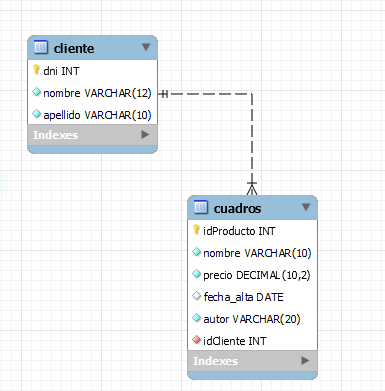 cliente
dni INT
nombre VARCHAR(12)
apellido VARCHAR(10)
Indexes
cuadros
idProducto INT
nombre VARCHAR(10)
precio DECIMAL(10,2)
fecha_alta DATE
autor VARCHAR(20)
idCliente INT
Indexes